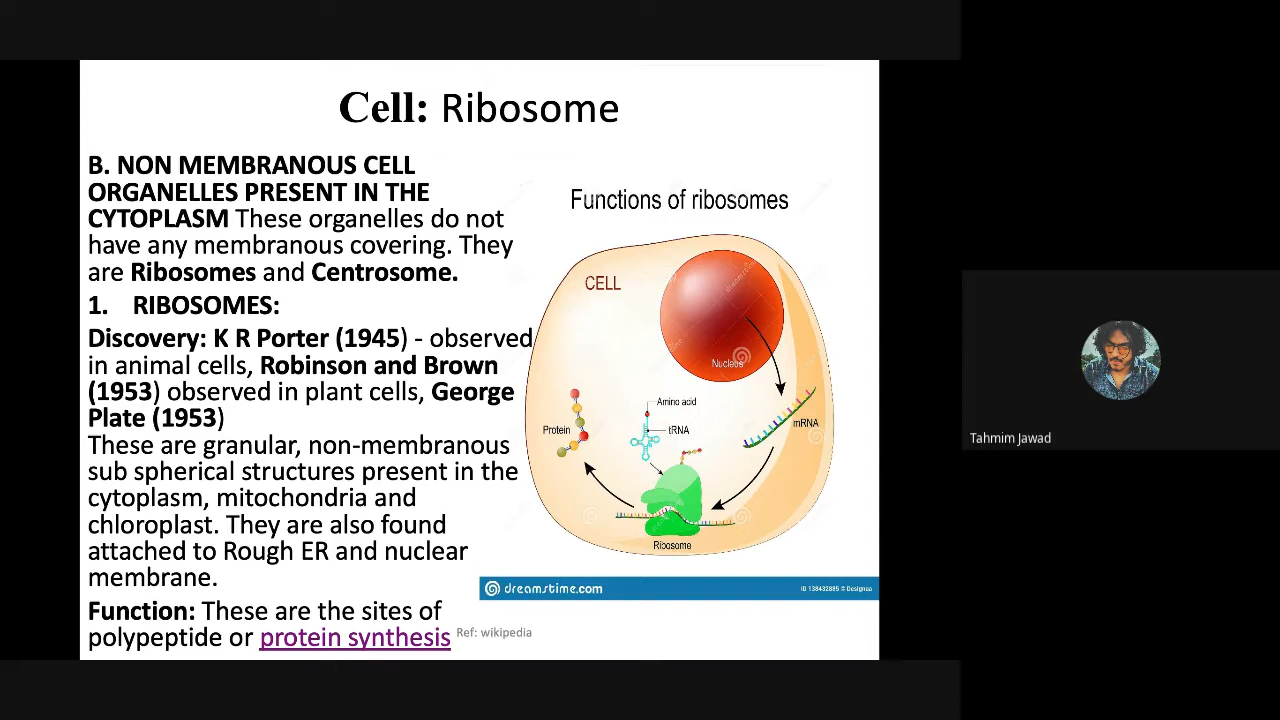 Cell: Ribosome
B. NON MEMBRANOUS CELL
ORGANELLES PRESENT IN THE
CYTOPLASM These organelles do not
have any membranous covering. They
are Ribosomes and Centrosome.
1. RIBOSOMES:
Discovery: K R Porter (1945) - observed
in animal cells, Robinson and Brown
(1953) observed in plant cells, George
Plate (1953)
These are granular, non-membranous
sub spherical structures present in the
cytoplasm, mitochondria and
chloroplast. They are also found
attached to Rough ER and nuclear
membrane.
Function: These are the sites of
polypeptide or protein synthesis
Ref: wikipedia
Functions of ribosomes
CELL
Nucleus
Amino acid
tRNA
mRNA
Protein
Ribosome
dreamstime.com
ID 138432885 © Designua
Tahmim Jawad